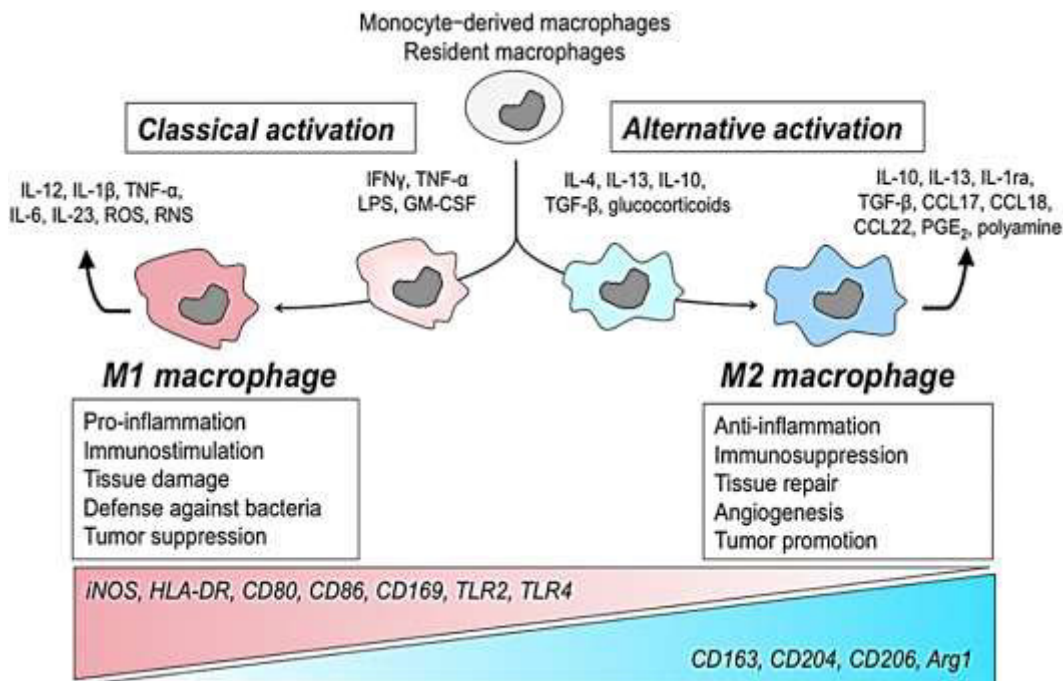 Monocyte-derived macrophages
Resident macrophages
Classical activation
Alternative activation
IL-12, IL-1β, TNF-α,
IL-6, IL-23, ROS, RNS
IFNγ, TNF-α
LPS, GM-CSF
IL-4, IL-13, IL-10,
TGF-β, glucocorticoids
IL-10, IL-13, IL-1ra,
TGF-β, CCL17, CCL18,
CCL22, PGE₂, polyamine
M1 macrophage
Pro-inflammation
Immunostimulation
Tissue damage
Defense against bacteria
Tumor suppression
M2 macrophage
Anti-inflammation
Immunosuppression
Tissue repair
Angiogenesis
Tumor promotion
iNOS, HLA-DR, CD80, CD86, CD169, TLR2, TLR4
CD163, CD204, CD206, Arg1